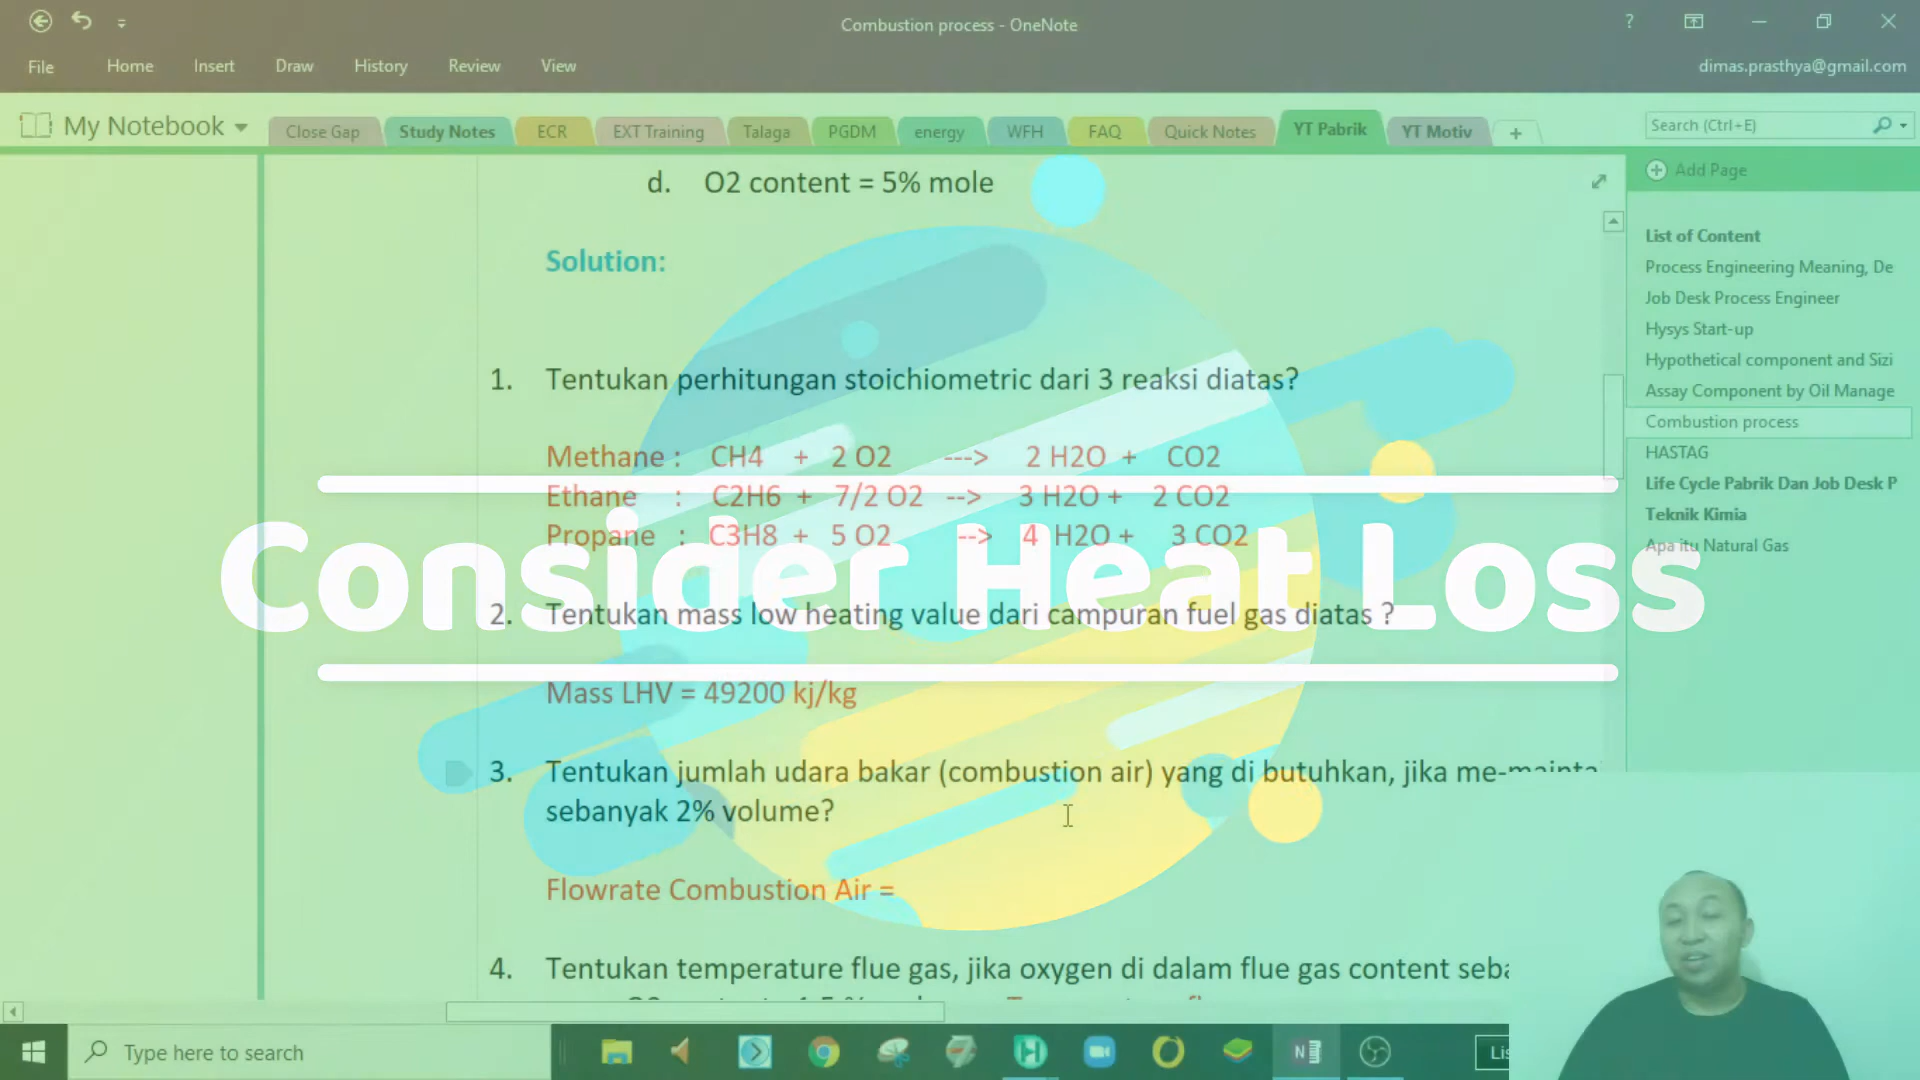 Combustion process - OneNote
?
File Home Insert Draw History Review View
dimas.prasthya@gmail.com
My Notebook
Close Gap Study Notes ECR EXT Training Talaga PGDM energy WFH FAQ Quick Notes YT Pabrik YT Motiv +
Search (Ctrl+E)
Add Page
List of Content
Process Engineering Meaning, De
Job Desk Process Engineer
Hysys Start-up
Hypothetical component and Sizi
Assay Component by Oil Manage
Combustion process
HASTAG
Life Cycle Pabrik Dan Job Desk P
Teknik Kimia
Apa itu Natural Gas
d. O2 content = 5% mole
Solution:
1. Tentukan perhitungan stoichiometric dari 3 reaksi diatas?
Methane : CH4 + 2 O2 ---> 2 H2O + CO2
Ethane : C2H6 + 7/2 O2 --> 3 H2O + 2 CO2
Propane : C3H8 + 5 O2 --> 4 H2O + 3 CO2
Consider Heat Loss
2. Tentukan mass low heating value dari campuran fuel gas diatas ?
Mass LHV = 49200 kj/kg
3. Tentukan jumlah udara bakar (combustion air) yang di butuhkan, jika me-mainta
sebanyak 2% volume?
Flowrate Combustion Air =
4. Tentukan temperature flue gas, jika oxygen di dalam flue gas content seba
Type here to search